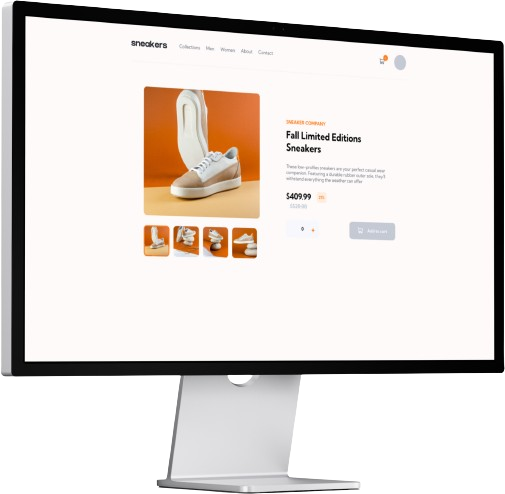 sneakers
Collections Men Women About Contact
SNEAKER COMPANY
Fall Limited Editions
Sneakers
These low-profile sneakers are your perfect casual wear
companion. Featuring a durable rubber outer sole, they'll
withstand everything the weather can offer.
$409.99
0 +
Add to cart